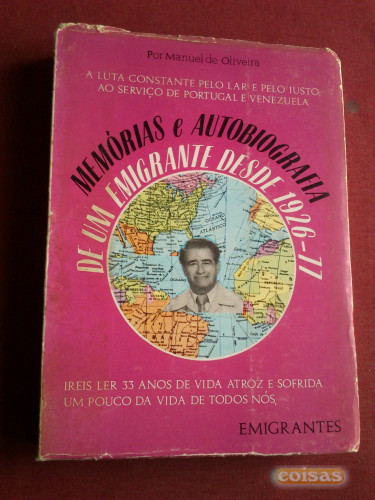 Por Manuel de Oliveira
A LUTA CONSTANTE PELO LAR E PELO JUSTO,
AO SERVIÇO DE PORTUGAL E VENEZUELA
MEMÓRIAS e AUTOBIOGRAFIA
DE UM EMIGRANTE DESDE 1926-77
IREIS LER 33 ANOS DE VIDA ATRÓZ E SOFRIDA
UM POUCO DA VIDA DE TODOS NÓS,
EMIGRANTES
coisas